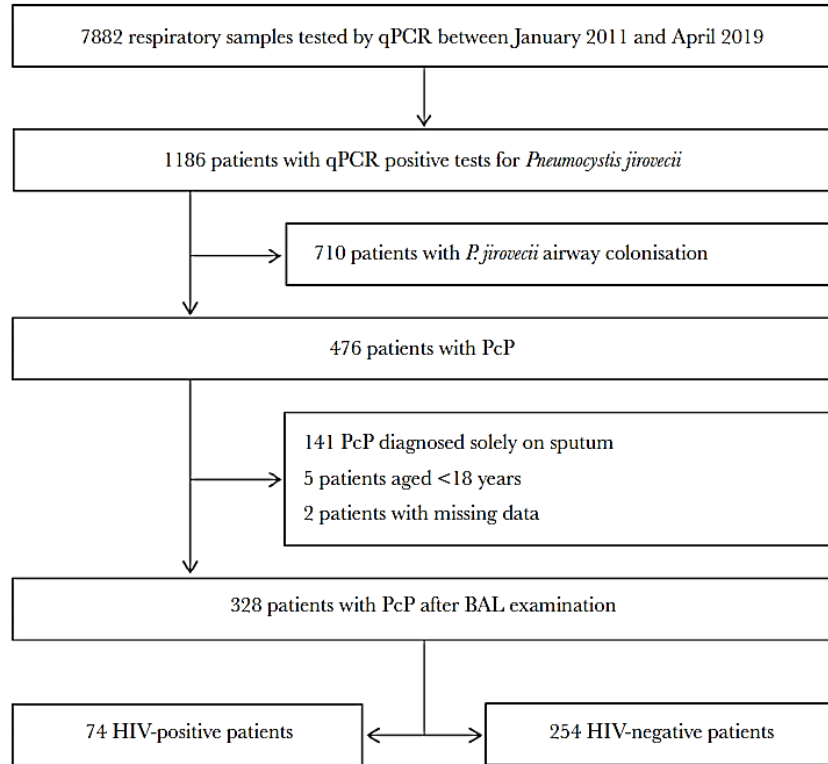 7882 respiratory samples tested by qPCR between January 2011 and April 2019
1186 patients with qPCR positive tests for Pneumocystis jirovecii
710 patients with P. jirovecii airway colonisation
476 patients with PcP
141 PcP diagnosed solely on sputum
5 patients aged <18 years
2 patients with missing data
328 patients with PcP after BAL examination
74 HIV-positive patients
254 HIV-negative patients